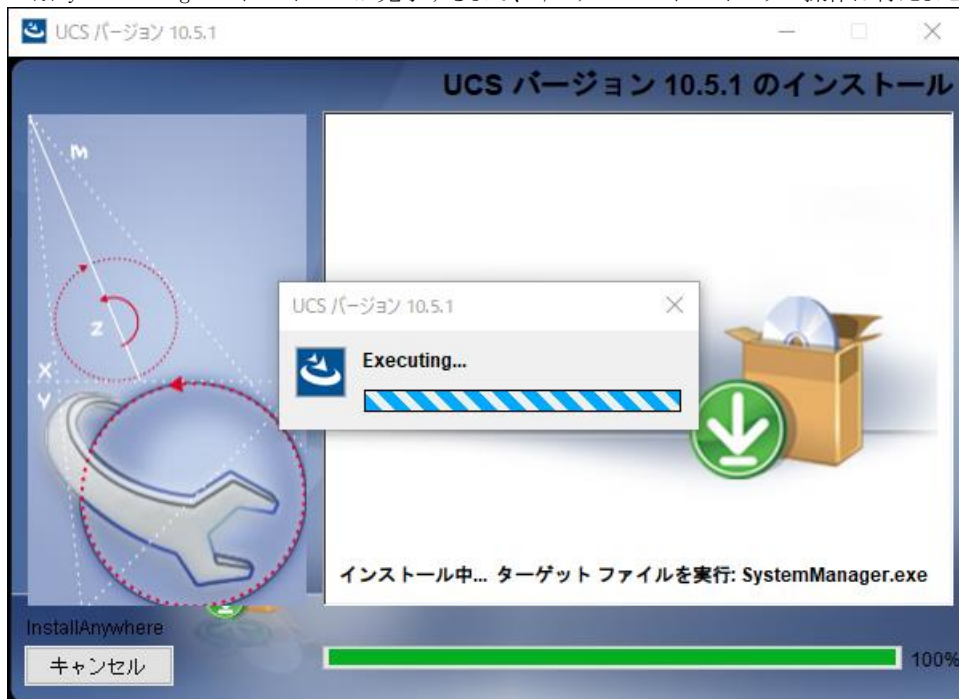 UCS バージョン 10.5.1
UCS バージョン 10.5.1 のインストール
M
Z
X
Y
UCS バージョン 10.5.1
Executing...
インストール中... ターゲット ファイルを実行: SystemManager.exe
InstallAnywhere
キャンセル
100%